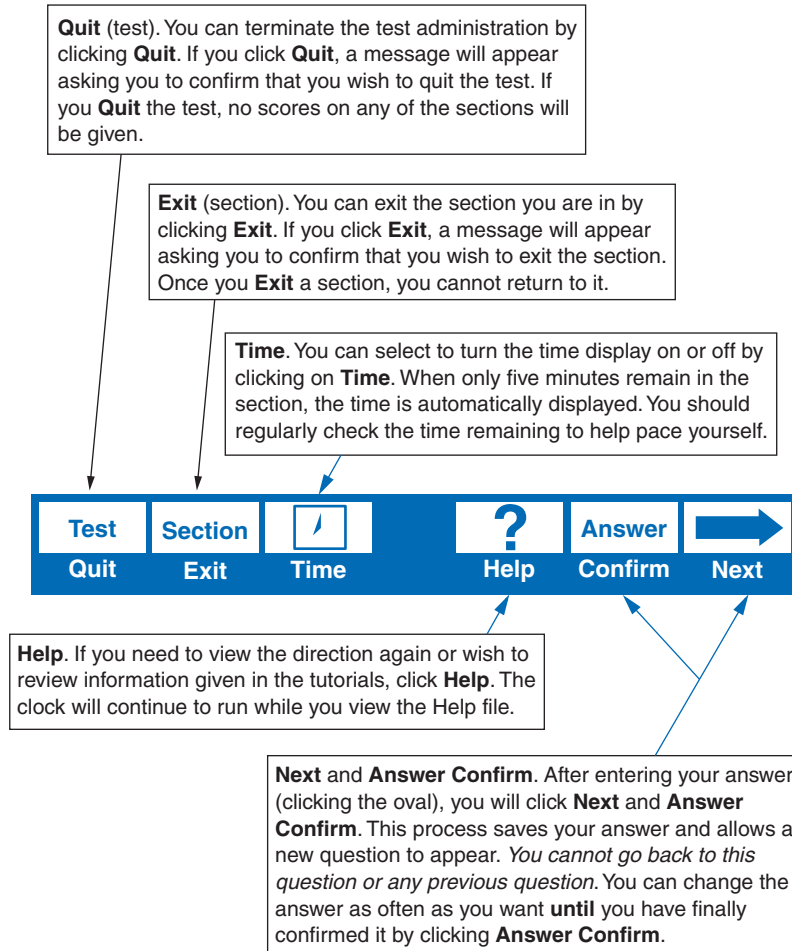 Quit (test). You can terminate the test administration by
clicking Quit. If you click Quit, a message will appear
asking you to confirm that you wish to quit the test. If
you Quit the test, no scores on any of the sections will
be given.
Exit (section). You can exit the section you are in by
clicking Exit. If you click Exit, a message will appear
asking you to confirm that you wish to exit the section.
Once you Exit a section, you cannot return to it.
Time. You can select to turn the time display on or off by
clicking on Time. When only five minutes remain in the
section, the time is automatically displayed. You should
regularly check the time remaining to help pace yourself.
Test Section ? Answer
Quit Exit Time Help Confirm Next
Help. If you need to view the direction again or wish to
review information given in the tutorials, click Help. The
clock will continue to run while you view the Help file.
Next and Answer Confirm. After entering your answer
(clicking the oval), you will click Next and Answer
Confirm. This process saves your answer and allows a
new question to appear. You cannot go back to this
question or any previous question. You can change the
answer as often as you want until you have finally
confirmed it by clicking Answer Confirm.